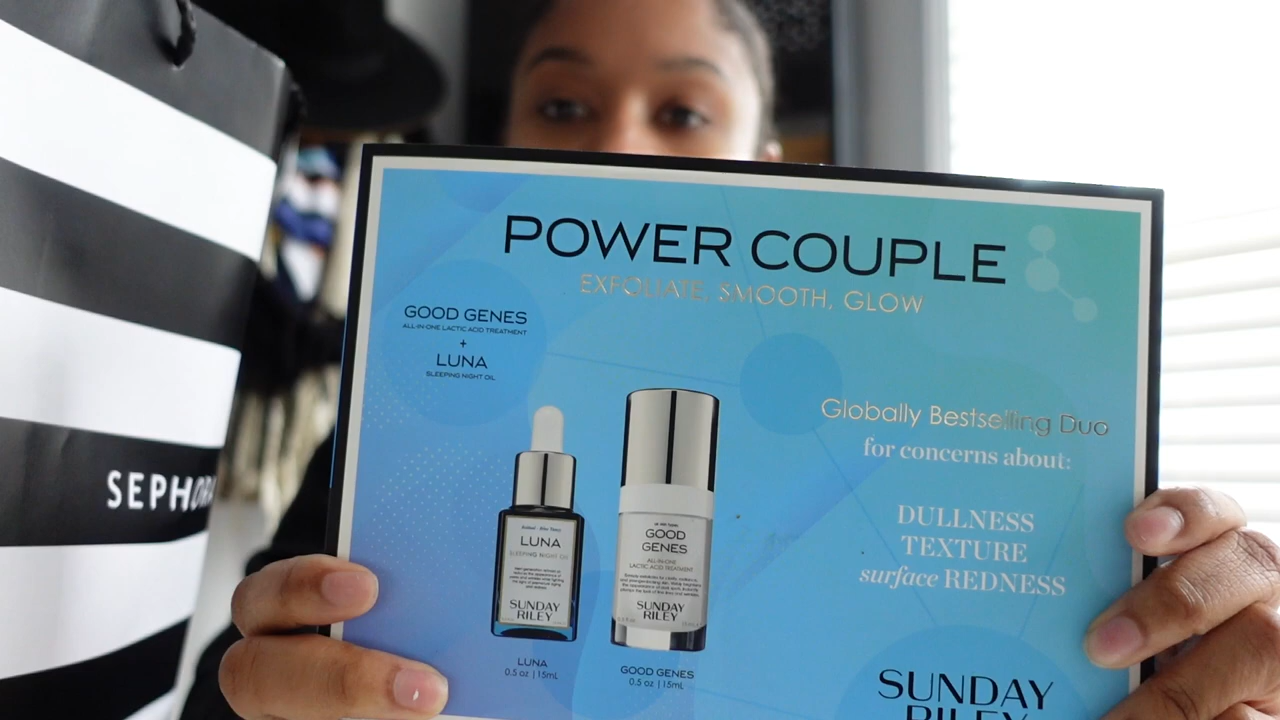 SEPHORA
POWER COUPLE
EXFOLIATE, SMOOTH, GLOW
GOOD GENES
ALL-IN-ONE LACTIC ACID TREATMENT
+
LUNA
SLEEPING NIGHT OIL
Globally Bestselling Duo
for concerns about:
DULLNESS
TEXTURE
surface REDNESS
LUNA
SLEEPING NIGHT OIL
SUNDAY
RILEY
GOOD
GENES
ALL-IN-ONE
LACTIC ACID TREATMENT
SUNDAY
RILEY
LUNA
0.5 oz | 15mL
GOOD GENES
0.5 oz | 15mL
SUNDAY
RILEY